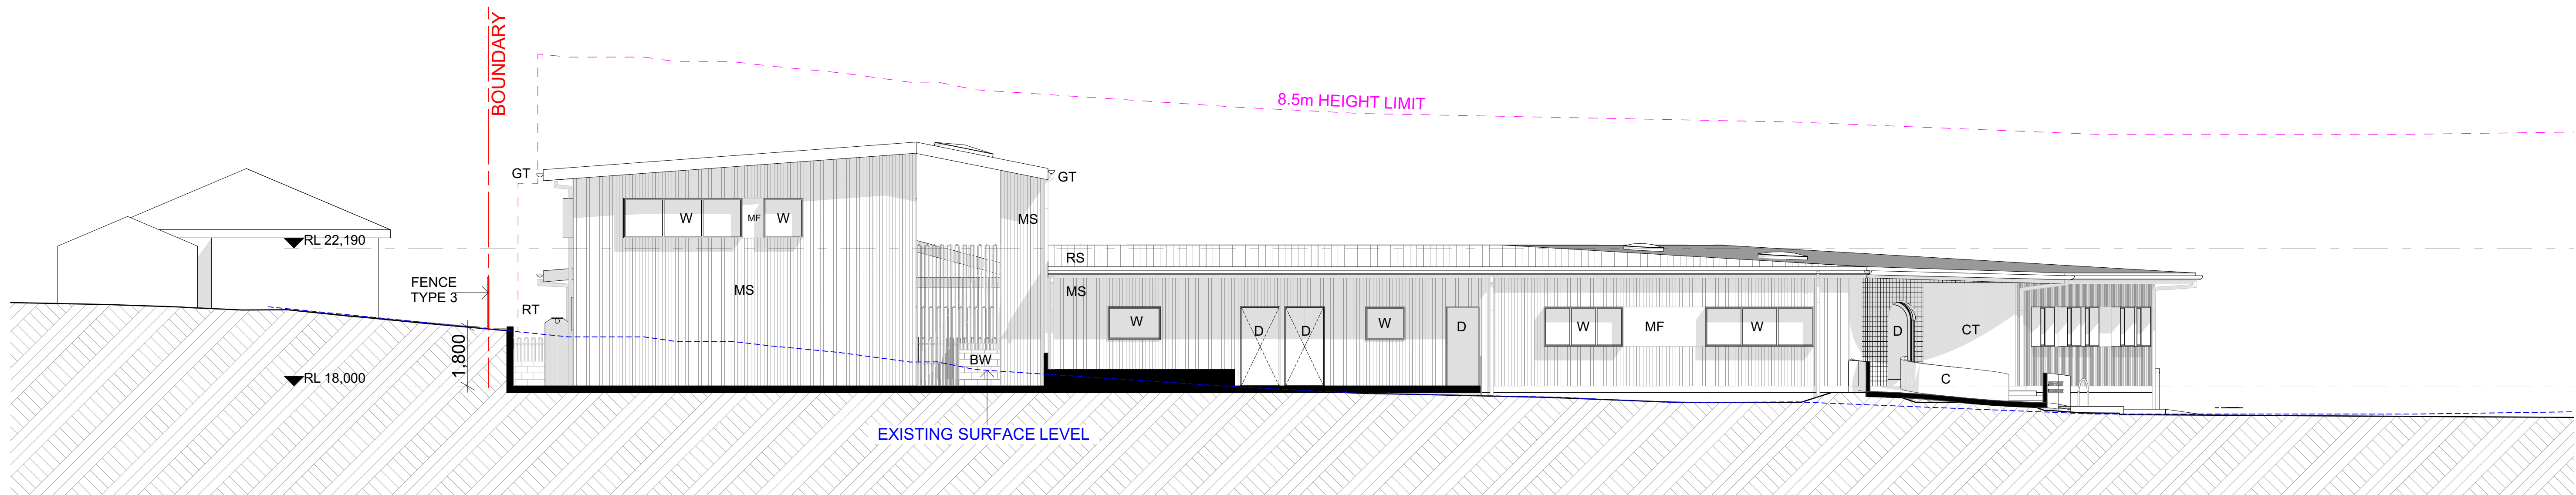 BOUNDARY
8.5m HEIGHT LIMIT
GT
GT
W
MF
W
MS
RL 22,190
RS
FENCE
TYPE 3
MS
MS
RT
W
D
D
W
D
W
MF
W
D
CT
1,800
BW
RL 18,000
C
EXISTING SURFACE LEVEL